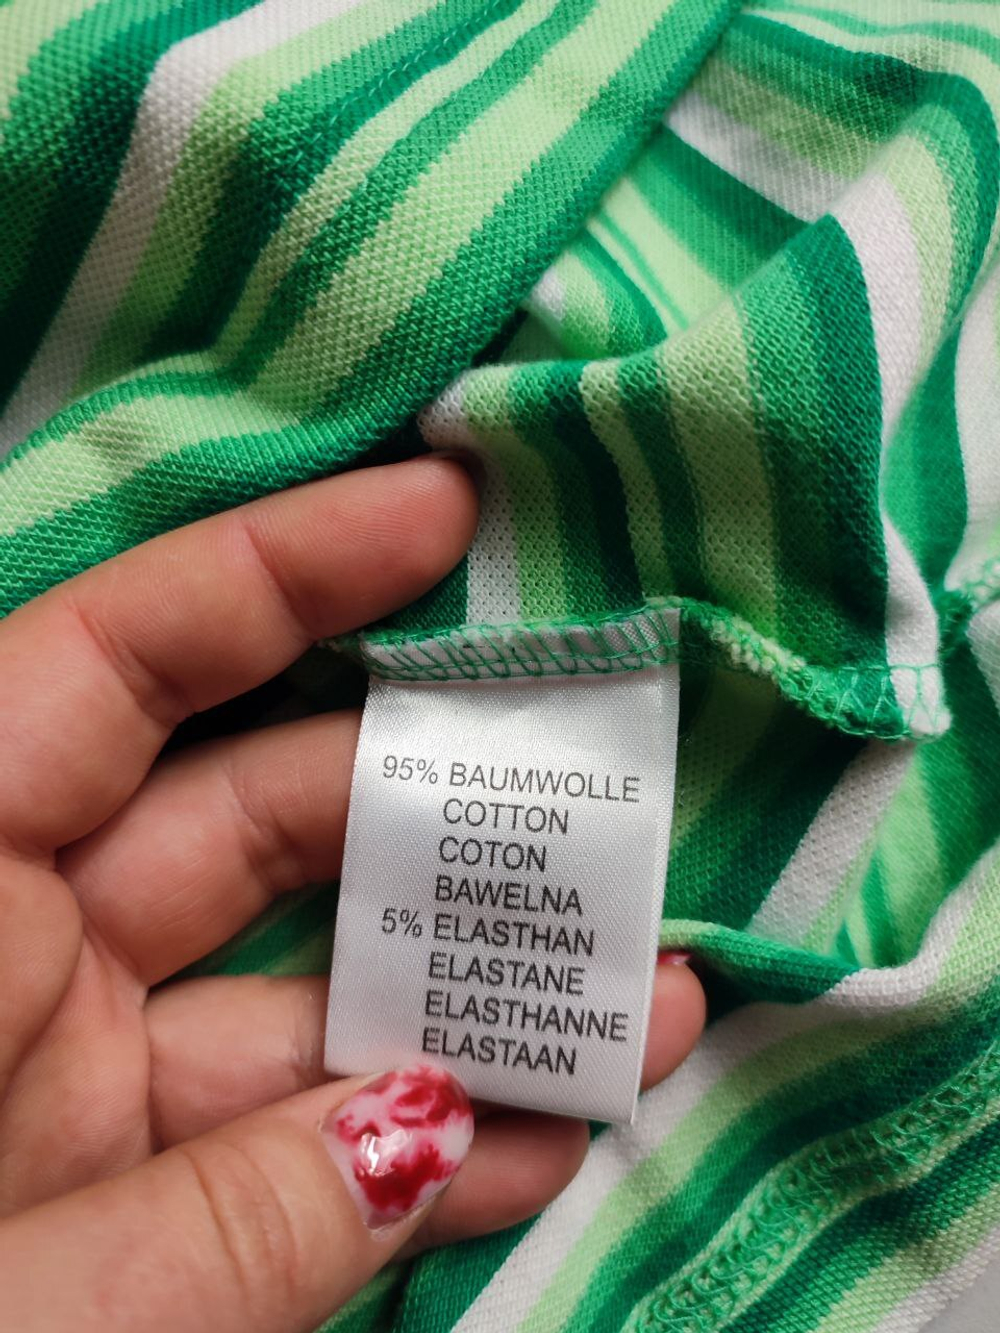 95% BAUMWOLLE
COTTON
COTON
BAWELNA
5% ELASTHAN
ELASTANE
ELASTHANNE
ELASTAAN